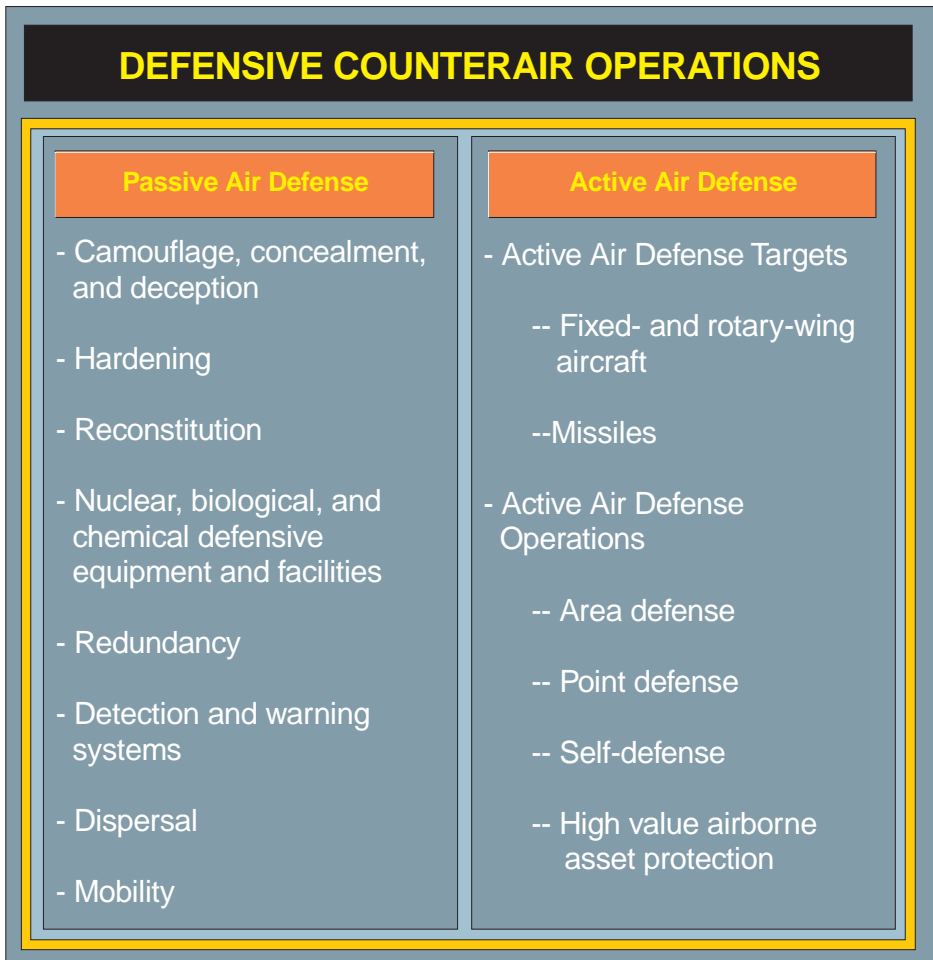 DEFENSIVE COUNTERAIR OPERATIONS
Passive Air Defense
- Camouflage, concealment,
and deception
- Hardening
- Reconstitution
- Nuclear, biological, and
chemical defensive
equipment and facilities
- Redundancy
- Detection and warning
systems
- Dispersal
- Mobility
Active Air Defense
- Active Air Defense Targets
-- Fixed- and rotary-wing
aircraft
--Missiles
- Active Air Defense
Operations
-- Area defense
-- Point defense
-- Self-defense
-- High value airborne
asset protection